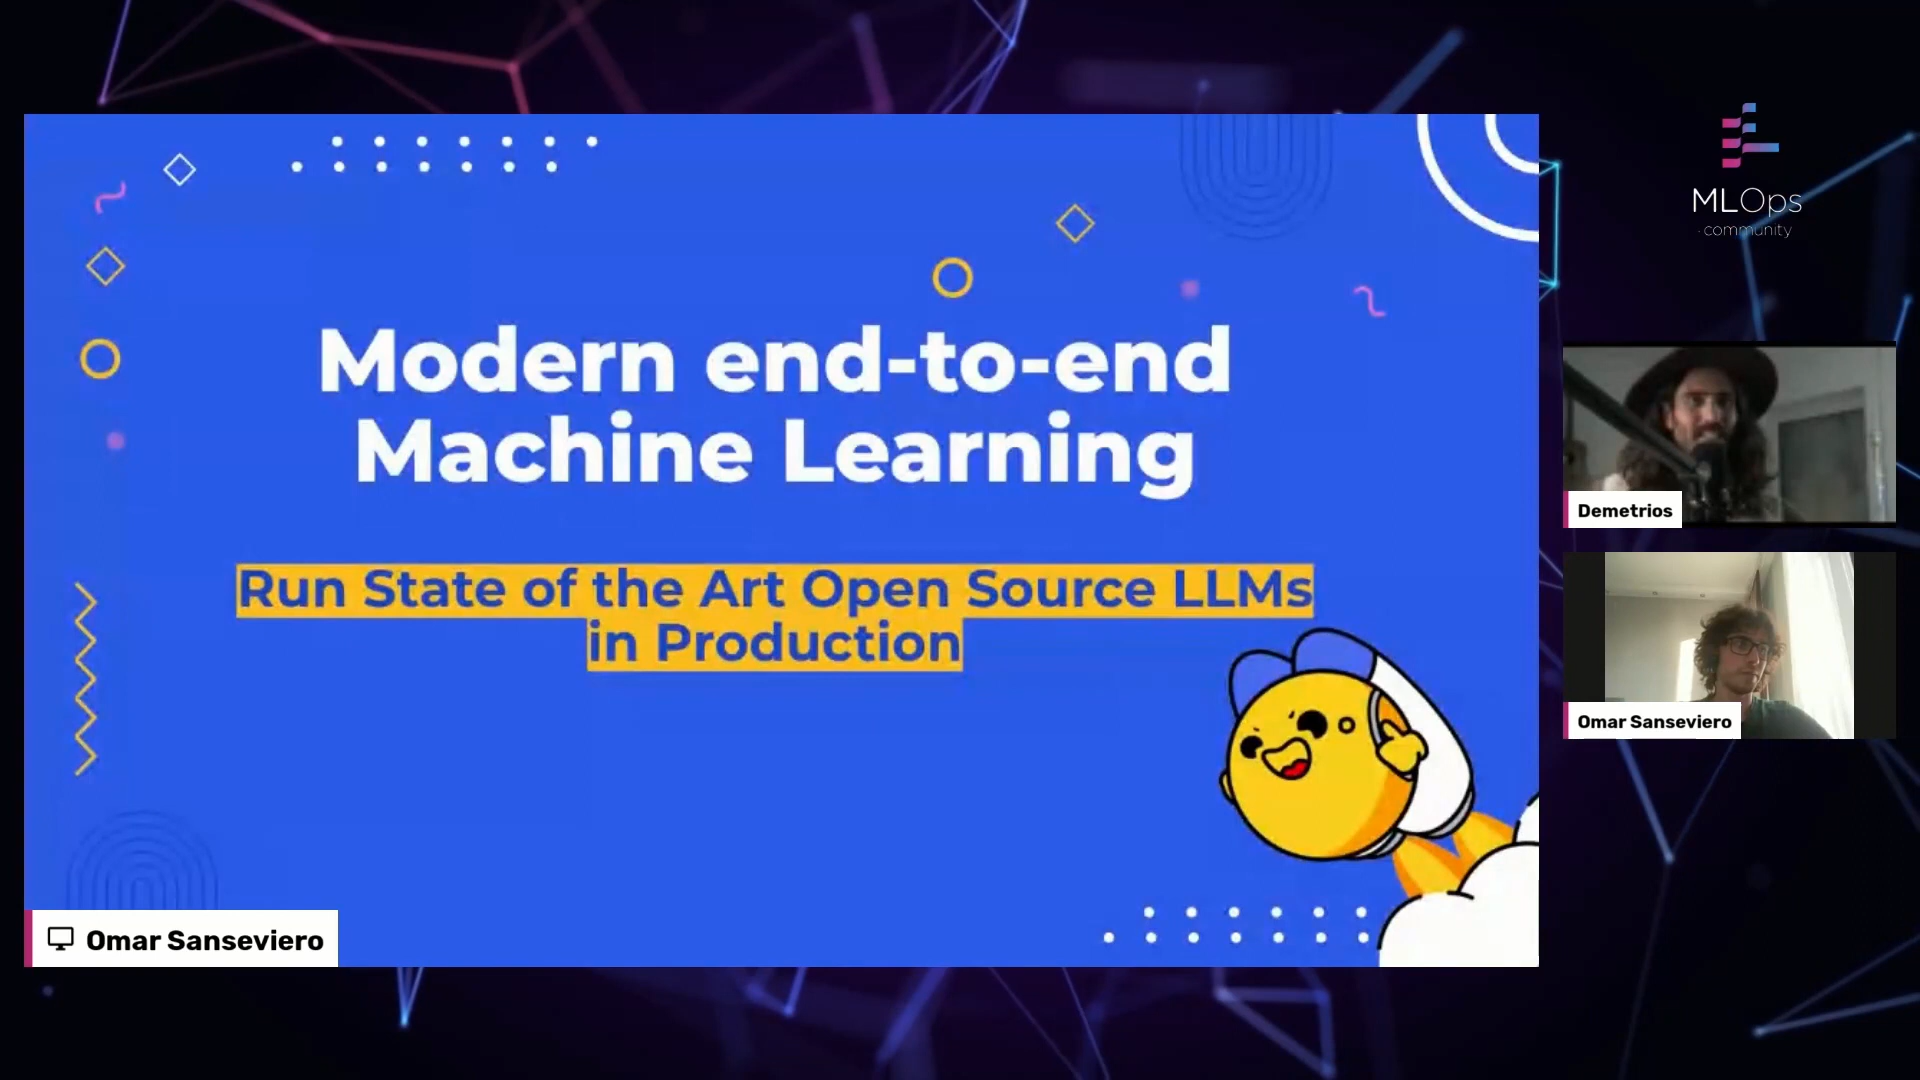 Modern end-to-end
Machine Learning
Run State of the Art Open Source LLMs
in Production
Omar Sanseviero
MLOps
community
Demetrios
Omar Sanseviero